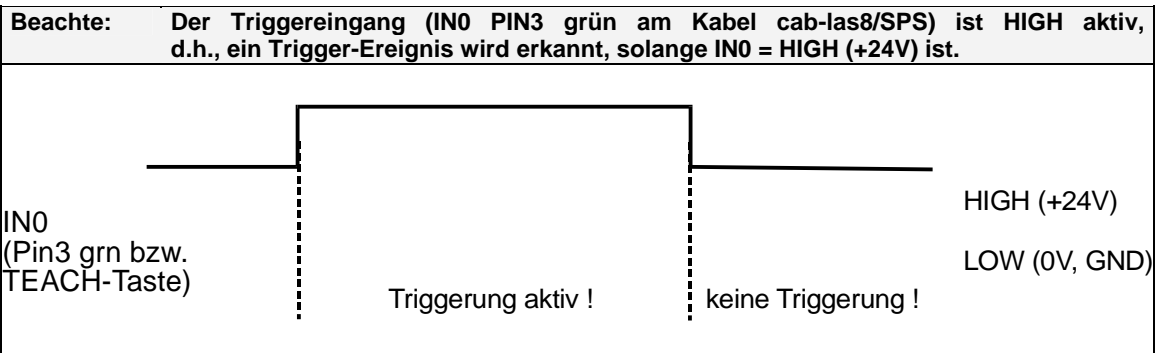 Beachte: Der Triggereingang (IN0 PIN3 grün am Kabel cab-las8/SPS) ist HIGH aktiv,
d.h., ein Trigger-Ereignis wird erkannt, solange IN0 = HIGH (+24V) ist.
HIGH (+24V)
IN0
(Pin3 grn bzw.
TEACH-Taste)
LOW (0V, GND)
Triggerung aktiv !
keine Triggerung !